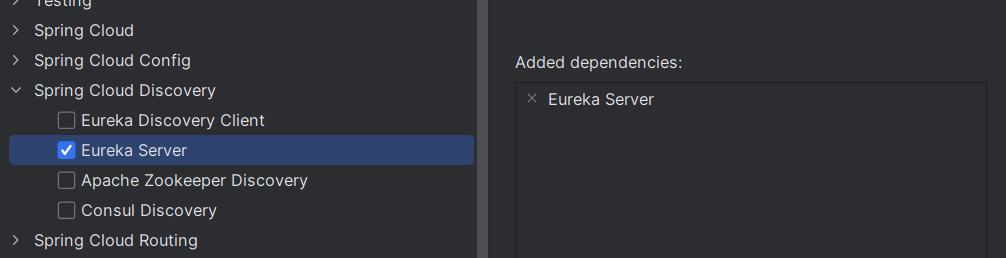 Testing
Spring Cloud
Spring Cloud Config
Spring Cloud Discovery
Eureka Discovery Client
Eureka Server
Apache Zookeeper Discovery
Consul Discovery
Spring Cloud Routing
Added dependencies:
Eureka Server